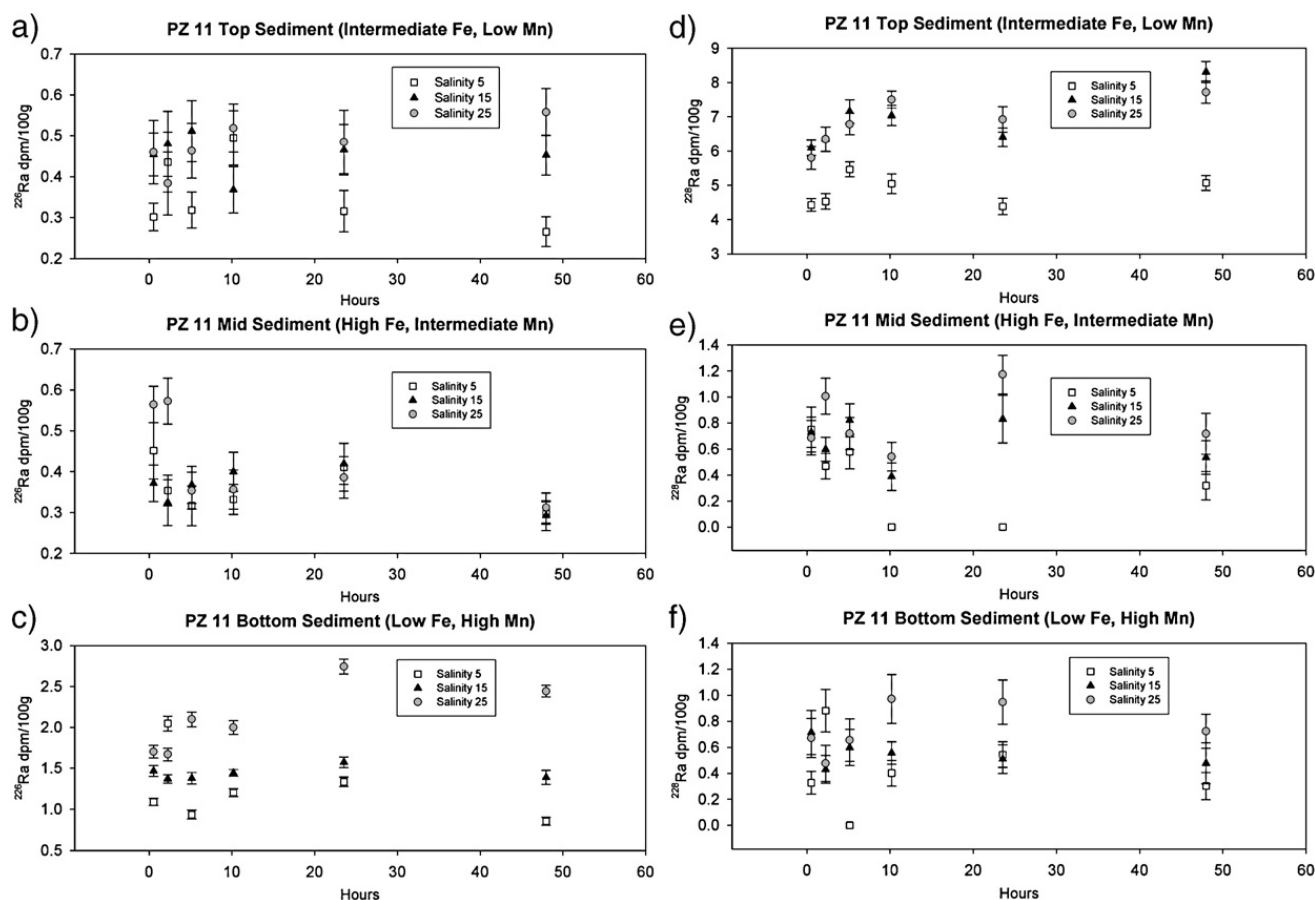 a)
PZ 11 Top Sediment (Intermediate Fe, Low Mn)
0.7
0.6
0.5
0.4
0.3
0.2
²²⁶Ra dpm/100g
Salinity 5
Salinity 15
Salinity 25
0 10 20 30 40 50 60
Hours
b)
PZ 11 Mid Sediment (High Fe, Intermediate Mn)
0.7
0.6
0.5
0.4
0.3
0.2
²²⁶Ra dpm/100g
Salinity 5
Salinity 15
Salinity 25
0 10 20 30 40 50 60
Hours
c)
PZ 11 Bottom Sediment (Low Fe, High Mn)
3.0
2.5
2.0
1.5
1.0
0.5
²²⁶Ra dpm/100g
Salinity 5
Salinity 15
Salinity 25
0 10 20 30 40 50 60
Hours
d)
PZ 11 Top Sediment (Intermediate Fe, Low Mn)
9
8
7
6
5
4
3
²²⁸Ra dpm/100g
Salinity 5
Salinity 15
Salinity 25
0 10 20 30 40 50 60
Hours
e)
PZ 11 Mid Sediment (High Fe, Intermediate Mn)
1.4
1.2
1.0
0.8
0.6
0.4
0.2
0.0
²²⁸Ra dpm/100g
Salinity 5
Salinity 15
Salinity 25
0 10 20 30 40 50 60
Hours
f)
PZ 11 Bottom Sediment (Low Fe, High Mn)
1.4
1.2
1.0
0.8
0.6
0.4
0.2
0.0
²²⁸Ra dpm/100g
Salinity 5
Salinity 15
Salinity 25
0 10 20 30 40 50 60
Hours